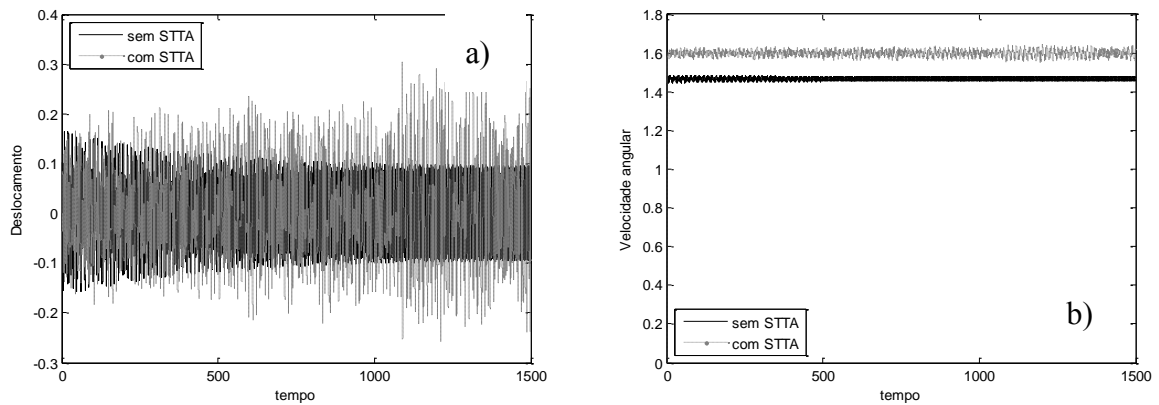 0.4
0.3
0.2
0.1
0
-0.1
-0.2
-0.3
0
500
1000
1500
Deslocamento
tempo
sem STTA
com STTA
a)
1.8
1.6
1.4
1.2
1
0.8
0.6
0.4
0.2
0
0
500
1000
1500
Velocidade angular
tempo
sem STTA
com STTA
b)